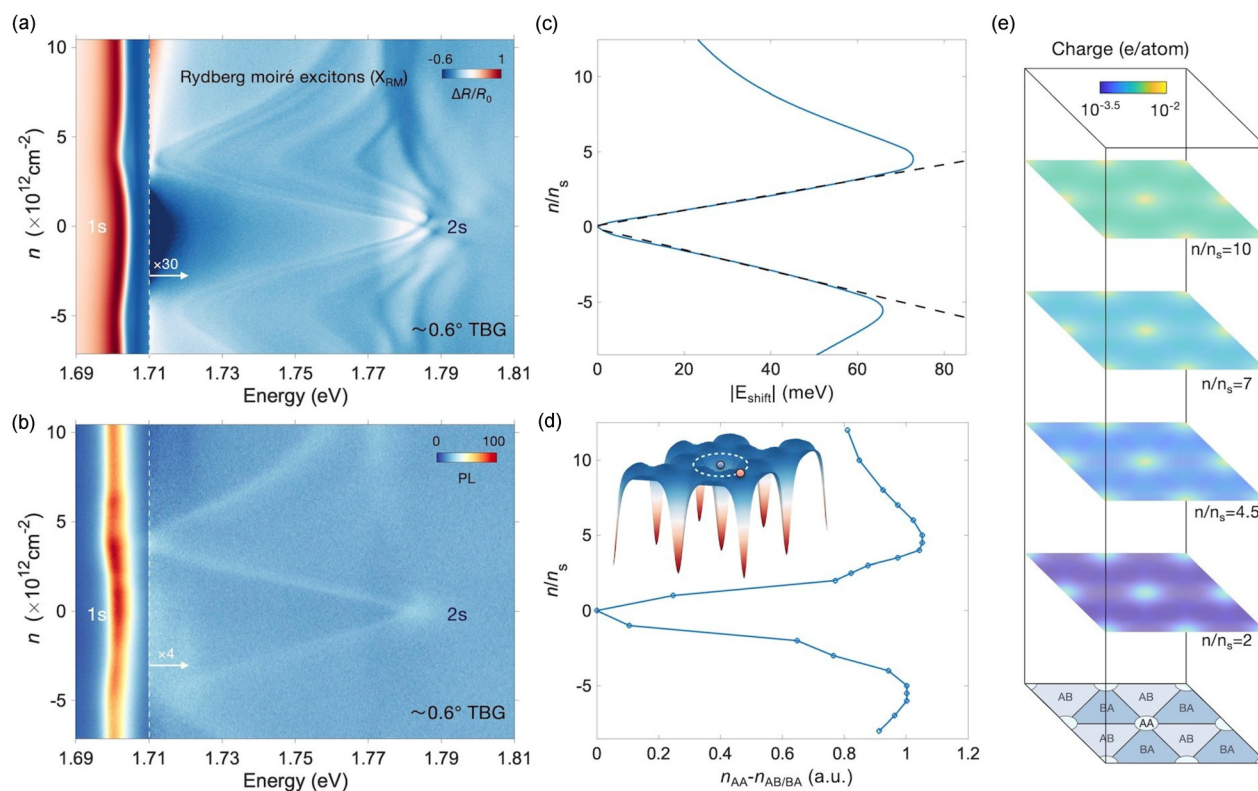 (a)
10
5
0
-5
n (×10¹²cm⁻²)
Rydberg moiré excitons (X_RM)
-0.6 1
ΔR/R₀
1s
×30
2s
~0.6° TBG
1.69 1.71 1.73 1.75 1.77 1.79 1.81
Energy (eV)
(b)
10
5
0
-5
n (×10¹²cm⁻²)
0 100
PL
1s
×4
2s
~0.6° TBG
1.69 1.71 1.73 1.75 1.77 1.79 1.81
Energy (eV)
(c)
10
5
0
-5
n/nₛ
0 20 40 60 80
|E_shift| (meV)
(d)
10
5
0
-5
n/nₛ
0 0.2 0.4 0.6 0.8 1 1.2
n_AA-n_AB/BA (a.u.)
(e)
Charge (e/atom)
10⁻³·⁵ 10⁻²
n/nₛ=10
n/nₛ=7
n/nₛ=4.5
n/nₛ=2
AB AB
BA BA
AA
AB AB
BA BA